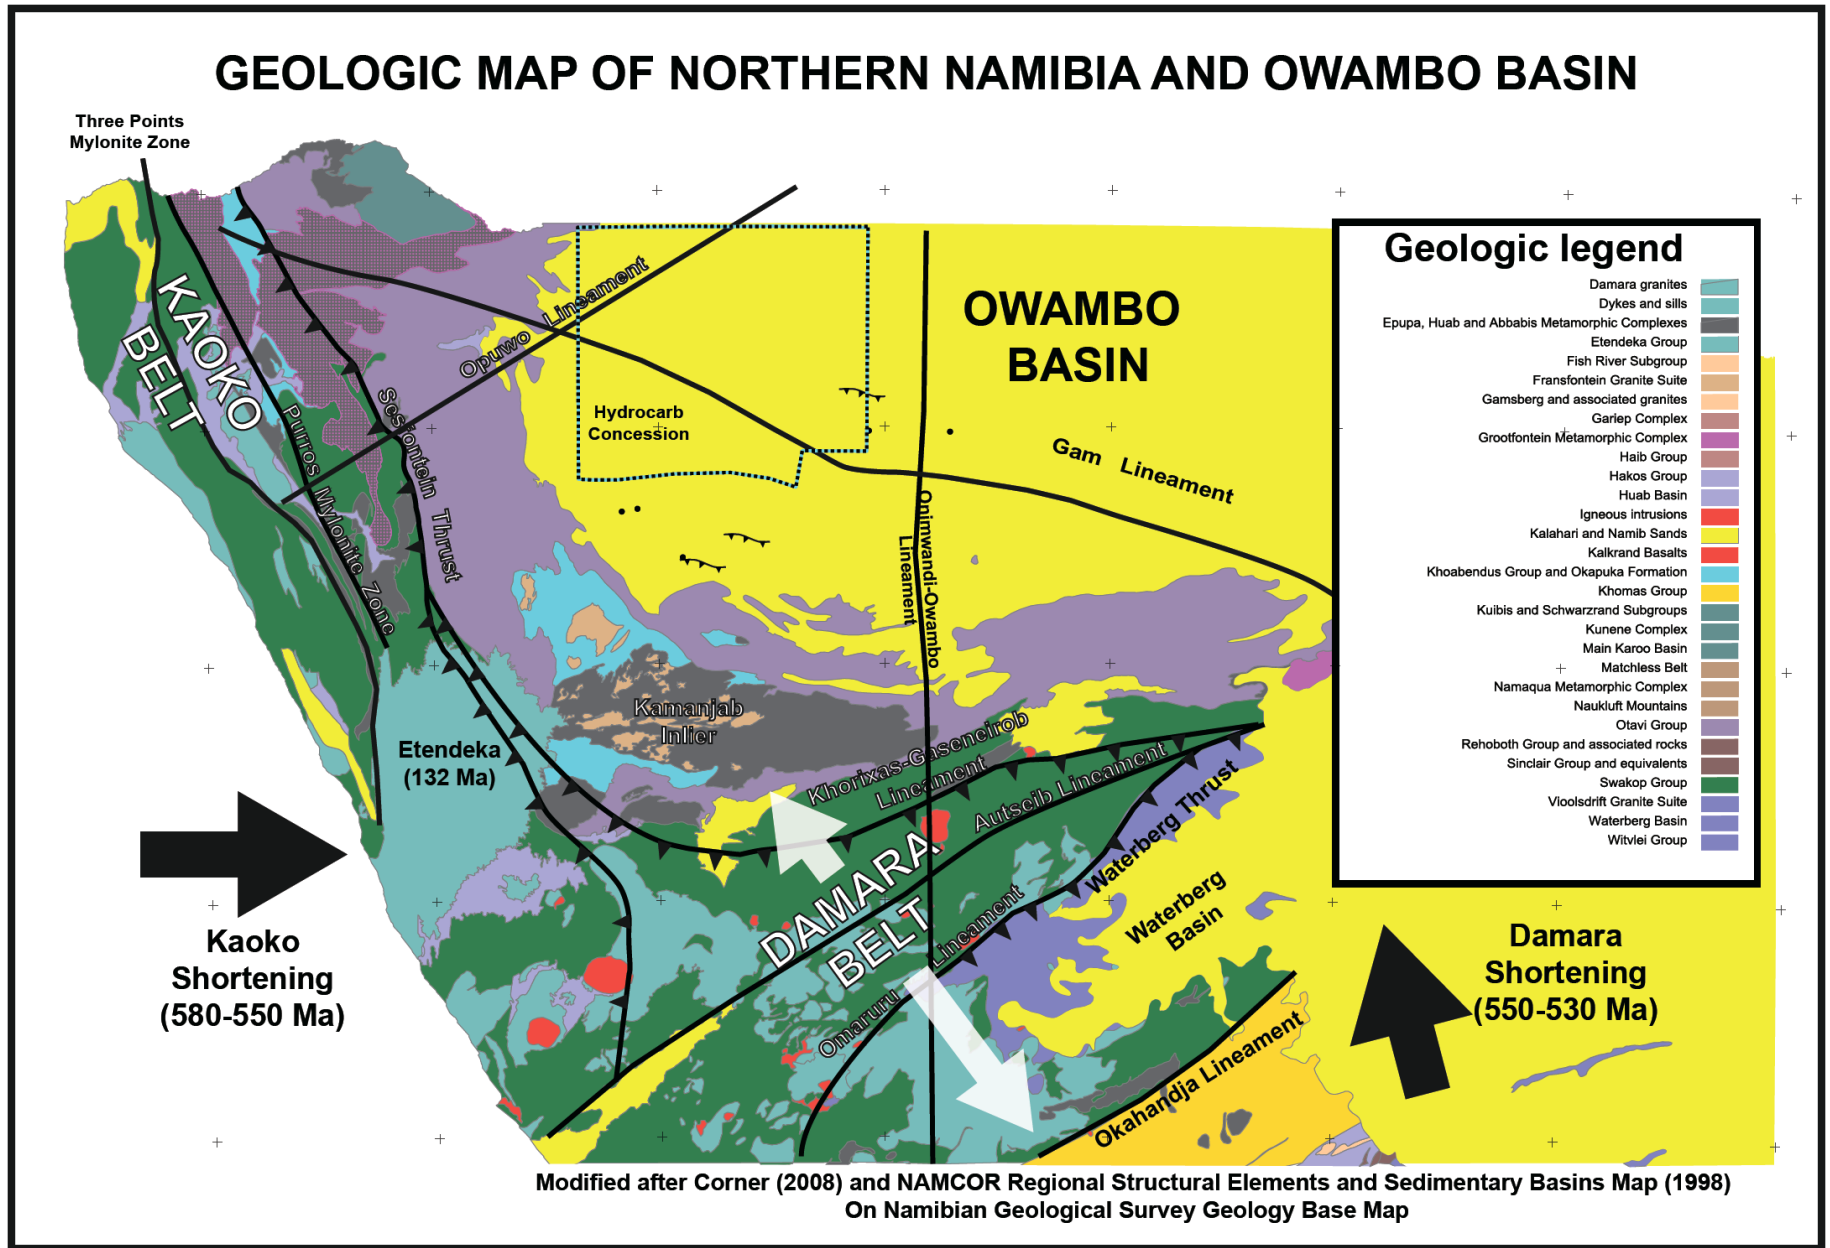 GEOLOGIC MAP OF NORTHERN NAMIBIA AND OWAMBO BASIN
Three Points
Mylonite Zone
KAOKO
BELT
Purros Mylonite Zone
Sesfontein Thrust
Opuwo Lineament
Hydrocarb
Concession
OWAMBO
BASIN
Gam Lineament
Onimwandi-Owambo
Lineament
Kamanjab
Inlier
Etendeka
(132 Ma)
Khorixas-Gaseneirob
Lineament
Autseib Lineament
Waterberg Thrust
DAMARA
BELT
Omaruru Lineament
Waterberg
Basin
Okahandja Lineament
Kaoko
Shortening
(580-550 Ma)
Damara
Shortening
(550-530 Ma)
Geologic legend
Damara granites
Dykes and sills
Epupa, Huab and Abbabis Metamorphic Complexes
Etendeka Group
Fish River Subgroup
Fransfontein Granite Suite
Gamsberg and associated granites
Gariep Complex
Grootfontein Metamorphic Complex
Haib Group
Hakos Group
Huab Basin
Igneous intrusions
Kalahari and Namib Sands
Kalkrand Basalts
Khoabendus Group and Okapuka Formation
Khomas Group
Kuibis and Schwarzrand Subgroups
Kunene Complex
Main Karoo Basin
Matchless Belt
Namaqua Metamorphic Complex
Naukluft Mountains
Otavi Group
Rehoboth Group and associated rocks
Sinclair Group and equivalents
Swakop Group
Vioolsdrift Granite Suite
Waterberg Basin
Witvlei Group
Modified after Corner (2008) and NAMCOR Regional Structural Elements and Sedimentary Basins Map (1998)
On Namibian Geological Survey Geology Base Map